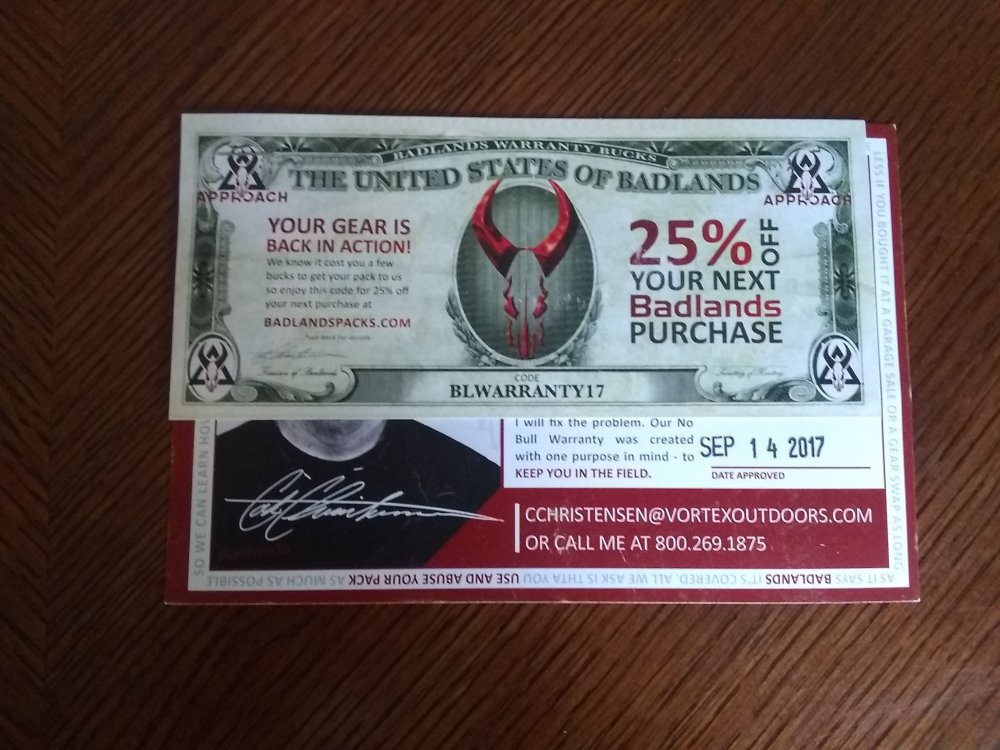 BADLANDS WARRANTY BUCKS
THE UNITED STATES OF BADLANDS
APPROACH
APPROACH
YOUR GEAR IS
BACK IN ACTION!
We know it cost you a few
bucks to get your pack to us
so enjoy this code for 25% off
your next purchase at
BADLANDSPACKS.COM
*see back for details
25% OFF
YOUR NEXT
Badlands
PURCHASE
CODE
BLWARRANTY17
I will fix the problem. Our No
Bull Warranty was created
with one purpose in mind - to
KEEP YOU IN THE FIELD.
SEP 14 2017
DATE APPROVED
CCHRISTENSEN@VORTEXOUTDOORS.COM
OR CALL ME AT 800.269.1875
Badlands
LESS IF YOU BOUGHT IT AT A GARAGE SALE OR A GEAR SWAP AS LONG
AS IT SAYS BADLANDS IT'S COVERED. ALL WE ASK IS THTA YOU USE AND ABUSE YOUR PACK AS MUCH AS POSSIBLE
SO WE CAN LEARN HOW